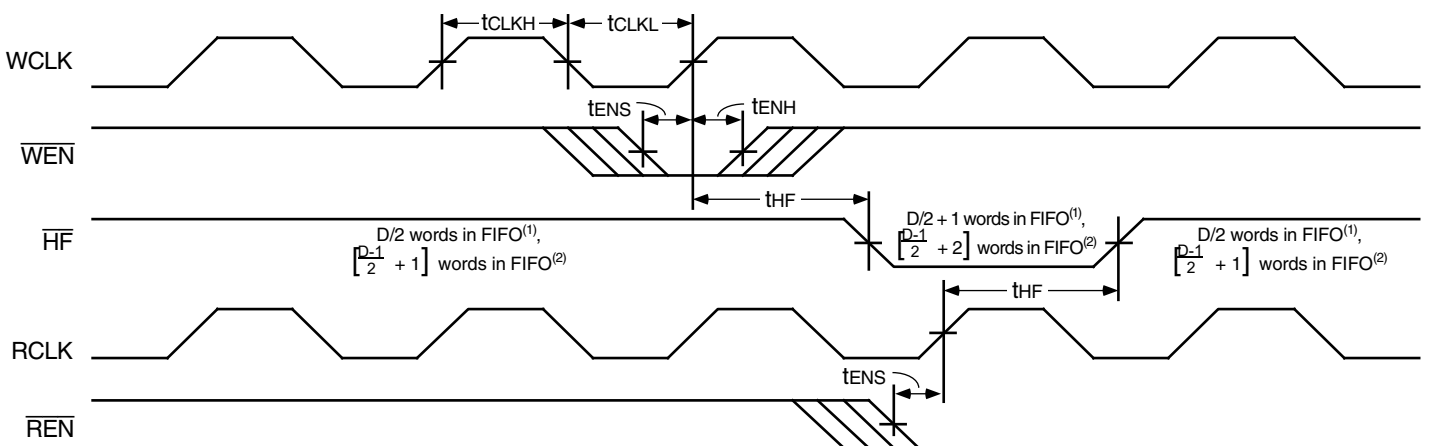 tCLKH
tCLKL
WCLK
tENS
tENH
WEN
tHF
HF
D/2 words in FIFO(1),
[D-1/2 + 1] words in FIFO(2)
D/2 + 1 words in FIFO(1),
[D-1/2 + 2] words in FIFO(2)
D/2 words in FIFO(1),
[D-1/2 + 1] words in FIFO(2)
tHF
RCLK
tENS
REN